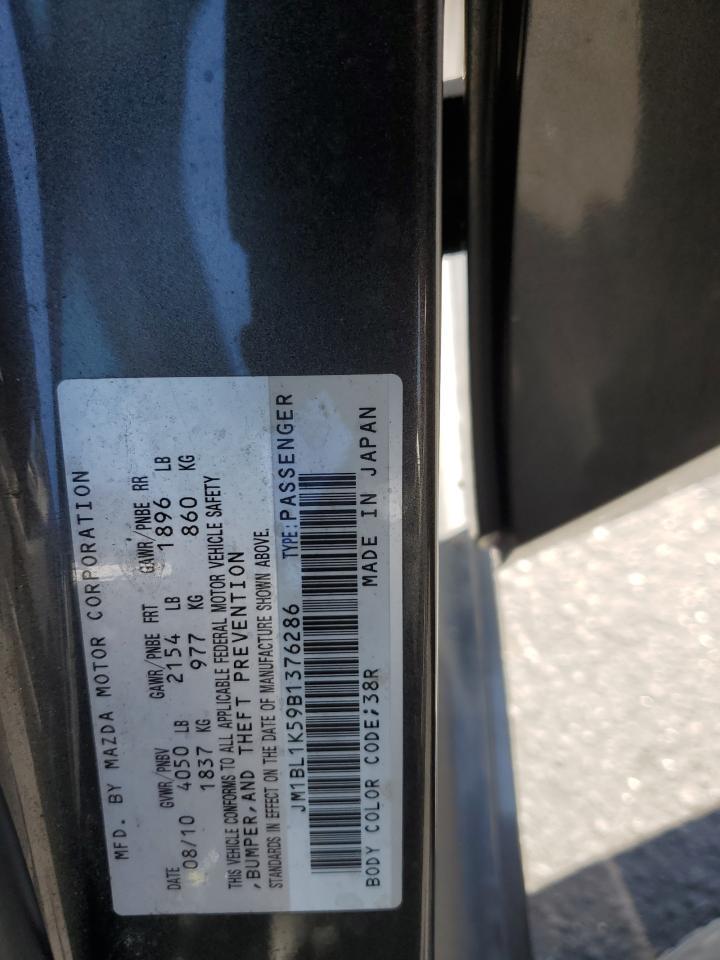 MFD. BY MAZDA MOTOR CORPORATION
DATE GVWR/PNBV GAWR/PNBE FRT GAWR/PNBE RR
08/10 4050 LB 2154 LB 1896 LB
1837 KG 977 KG 860 KG
THIS VEHICLE CONFORMS TO ALL APPLICABLE FEDERAL MOTOR VEHICLE SAFETY
,BUMPER,AND THEFT PREVENTION
STANDARDS IN EFFECT ON THE DATE OF MANUFACTURE SHOWN ABOVE.
JM1BL1K59B1376286 TYPE:PASSENGER
BODY COLOR CODE;38R MADE IN JAPAN